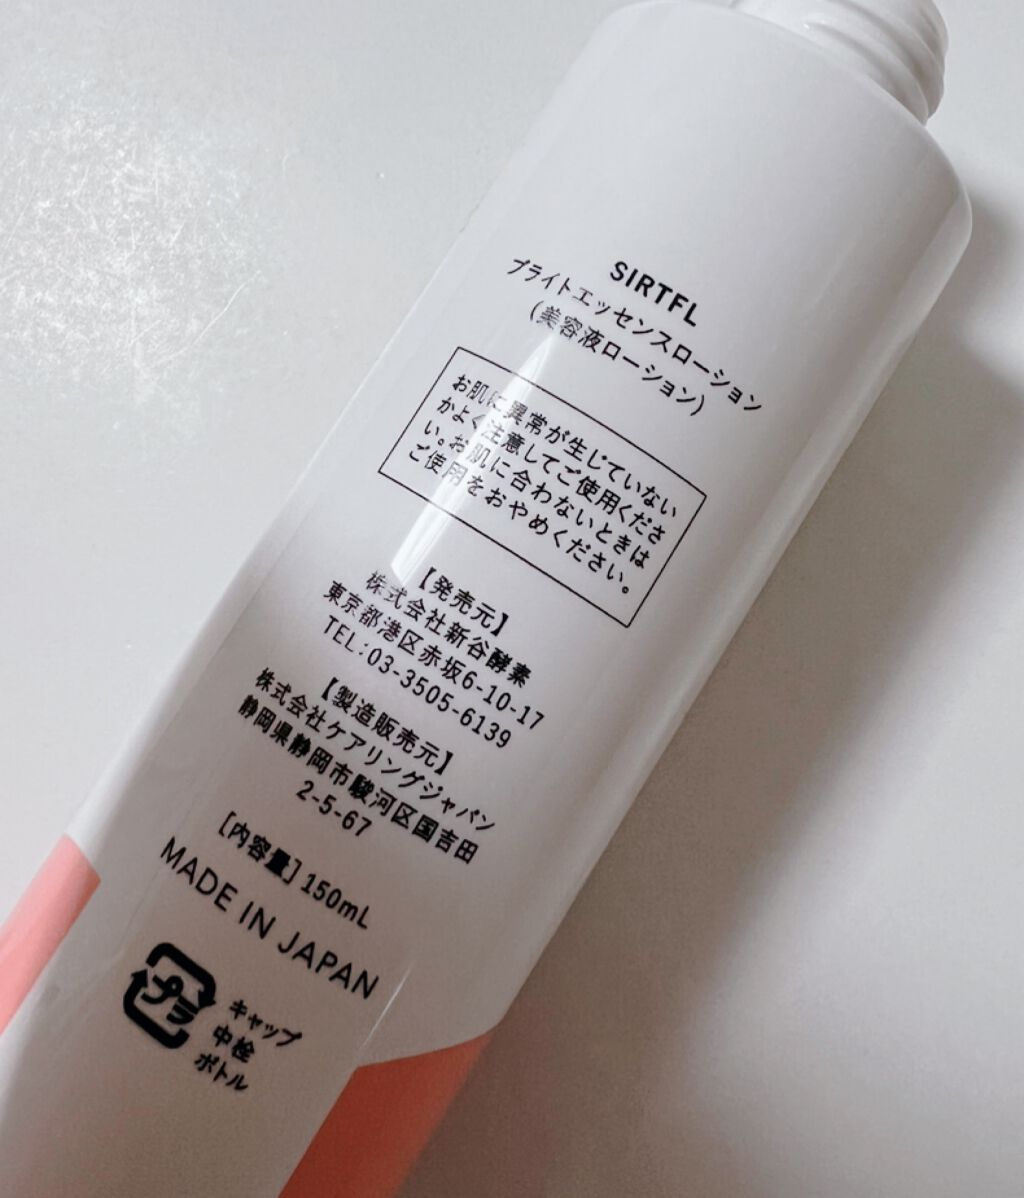 SIRTFL
ブライトエッセンスローション
(美容液ローション)
お肌に異常が生じていない
かよく注意してご使用くださ
い。お肌に合わないときは
ご使用をおやめください。
【発売元】
株式会社新谷酵素
東京都港区赤坂6-10-17
TEL:03-3505-6139
【製造販売元】
株式会社ケアリングジャパン
静岡県静岡市駿河区国吉田
2-5-67
[内容量]150mL
MADE IN JAPAN
プラ
キャップ
中栓
ボトル